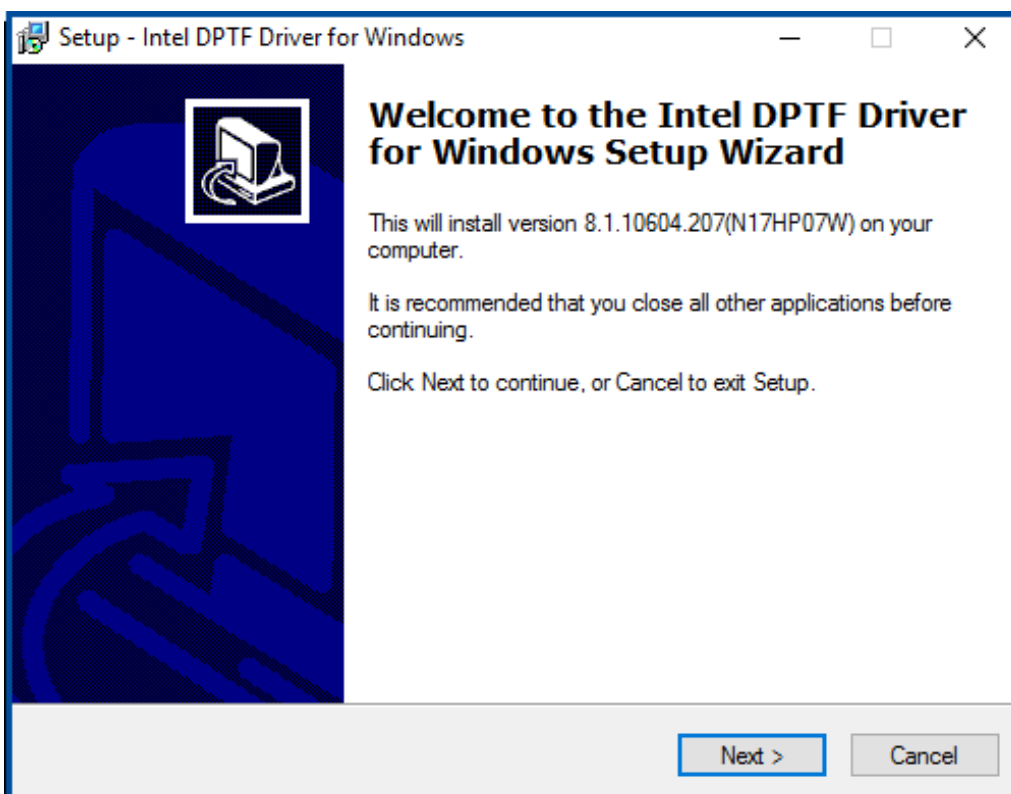 Setup - Intel DPTF Driver for Windows
Welcome to the Intel DPTF Driver
for Windows Setup Wizard
This will install version 8.1.10604.207(N17HP07W) on your
computer.
It is recommended that you close all other applications before
continuing.
Click Next to continue, or Cancel to exit Setup.
Next >
Cancel